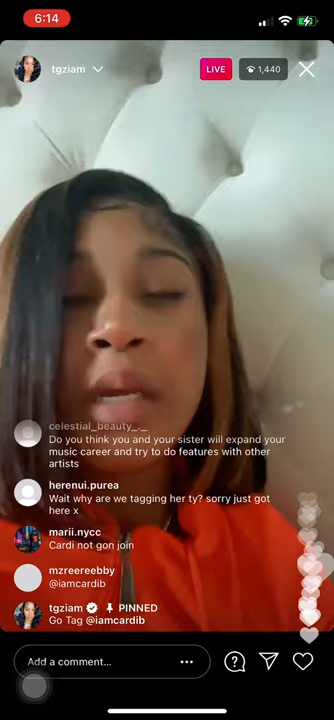 6:14
tgziam
LIVE
1,440
celestial_beauty_._
Do you think you and your sister will expand your
music career and try to do features with other
artists
herenui.purea
Wait why are we tagging her ty? sorry just got
here x
marii.nycc
Cardi not gon join
mzreereebby
@iamcardib
tgziam PINNED
Go Tag @iamcardib
Add a comment...